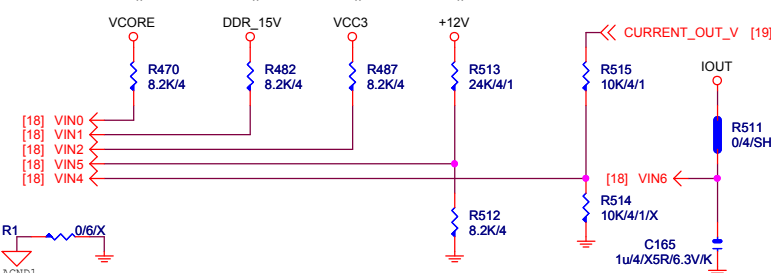 VCORE DDR_15V VCC3 +12V
CURRENT_OUT_V [19]
IOUT
R470
8.2K/4
R482
8.2K/4
R487
8.2K/4
R513
24K/4/1
R515
10K/4/1
[18] VIN0
[18] VIN1
[18] VIN2
[18] VIN5
[18] VIN4
R511
0/4/SH
[18] VIN6
R512
8.2K/4
R514
10K/4/1/X
R1 0/6/X
C165
1u/4/X5R/6.3V/K